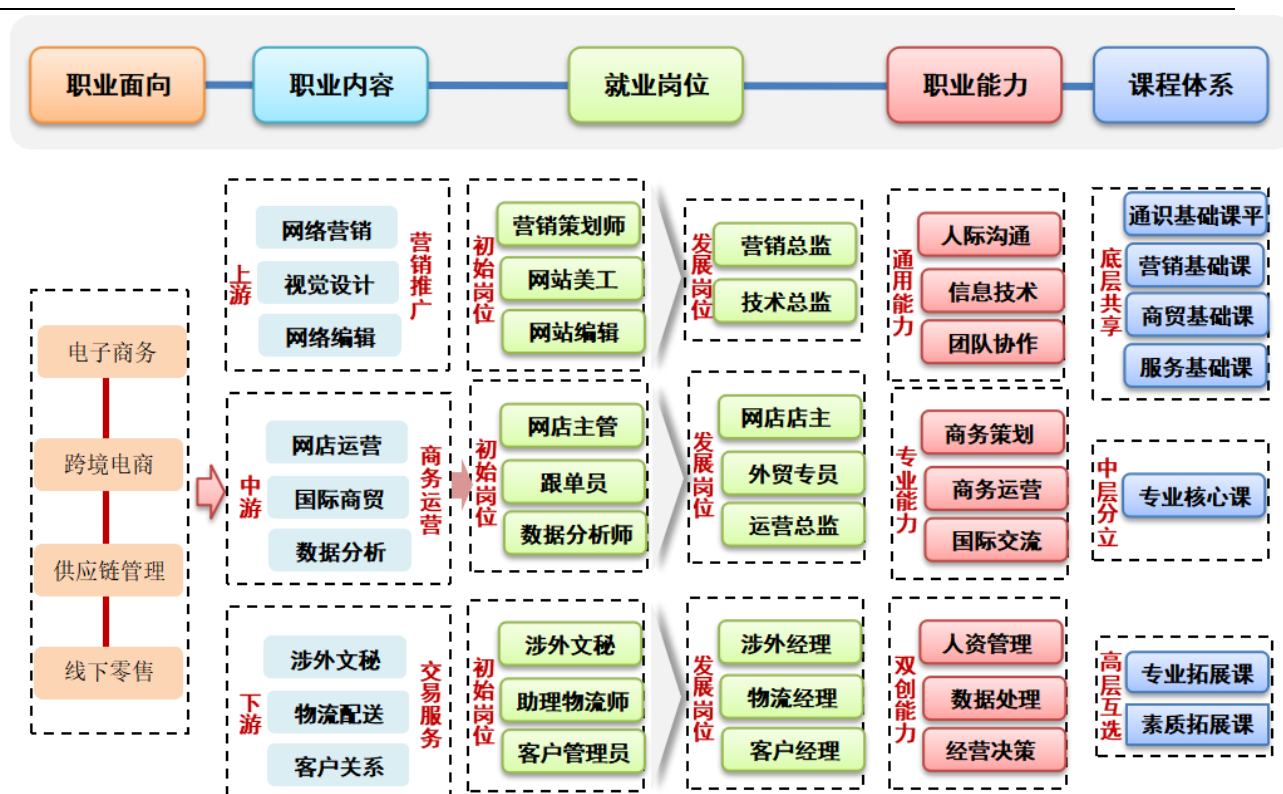 职业面向
职业内容
就业岗位
职业能力
课程体系
电子商务
跨境电商
供应链管理
线下零售
上游
网络营销
视觉设计
网络编辑
营销推广
初始岗位
营销策划师
网站美工
网站编辑
发展岗位
营销总监
技术总监
通用能力
人际沟通
信息技术
团队协作
底层共享
通识基础课平
营销基础课
商贸基础课
服务基础课
中游
网店运营
国际商贸
数据分析
商务运营
初始岗位
网店主管
跟单员
数据分析师
发展岗位
网店店主
外贸专员
运营总监
专业能力
商务策划
商务运营
国际交流
中层分立
专业核心课
下游
涉外文秘
物流配送
客户关系
交易服务
初始岗位
涉外文秘
助理物流师
客户管理员
发展岗位
涉外经理
物流经理
客户经理
双创能力
人资管理
数据处理
经营决策
高层互选
专业拓展课
素质拓展课